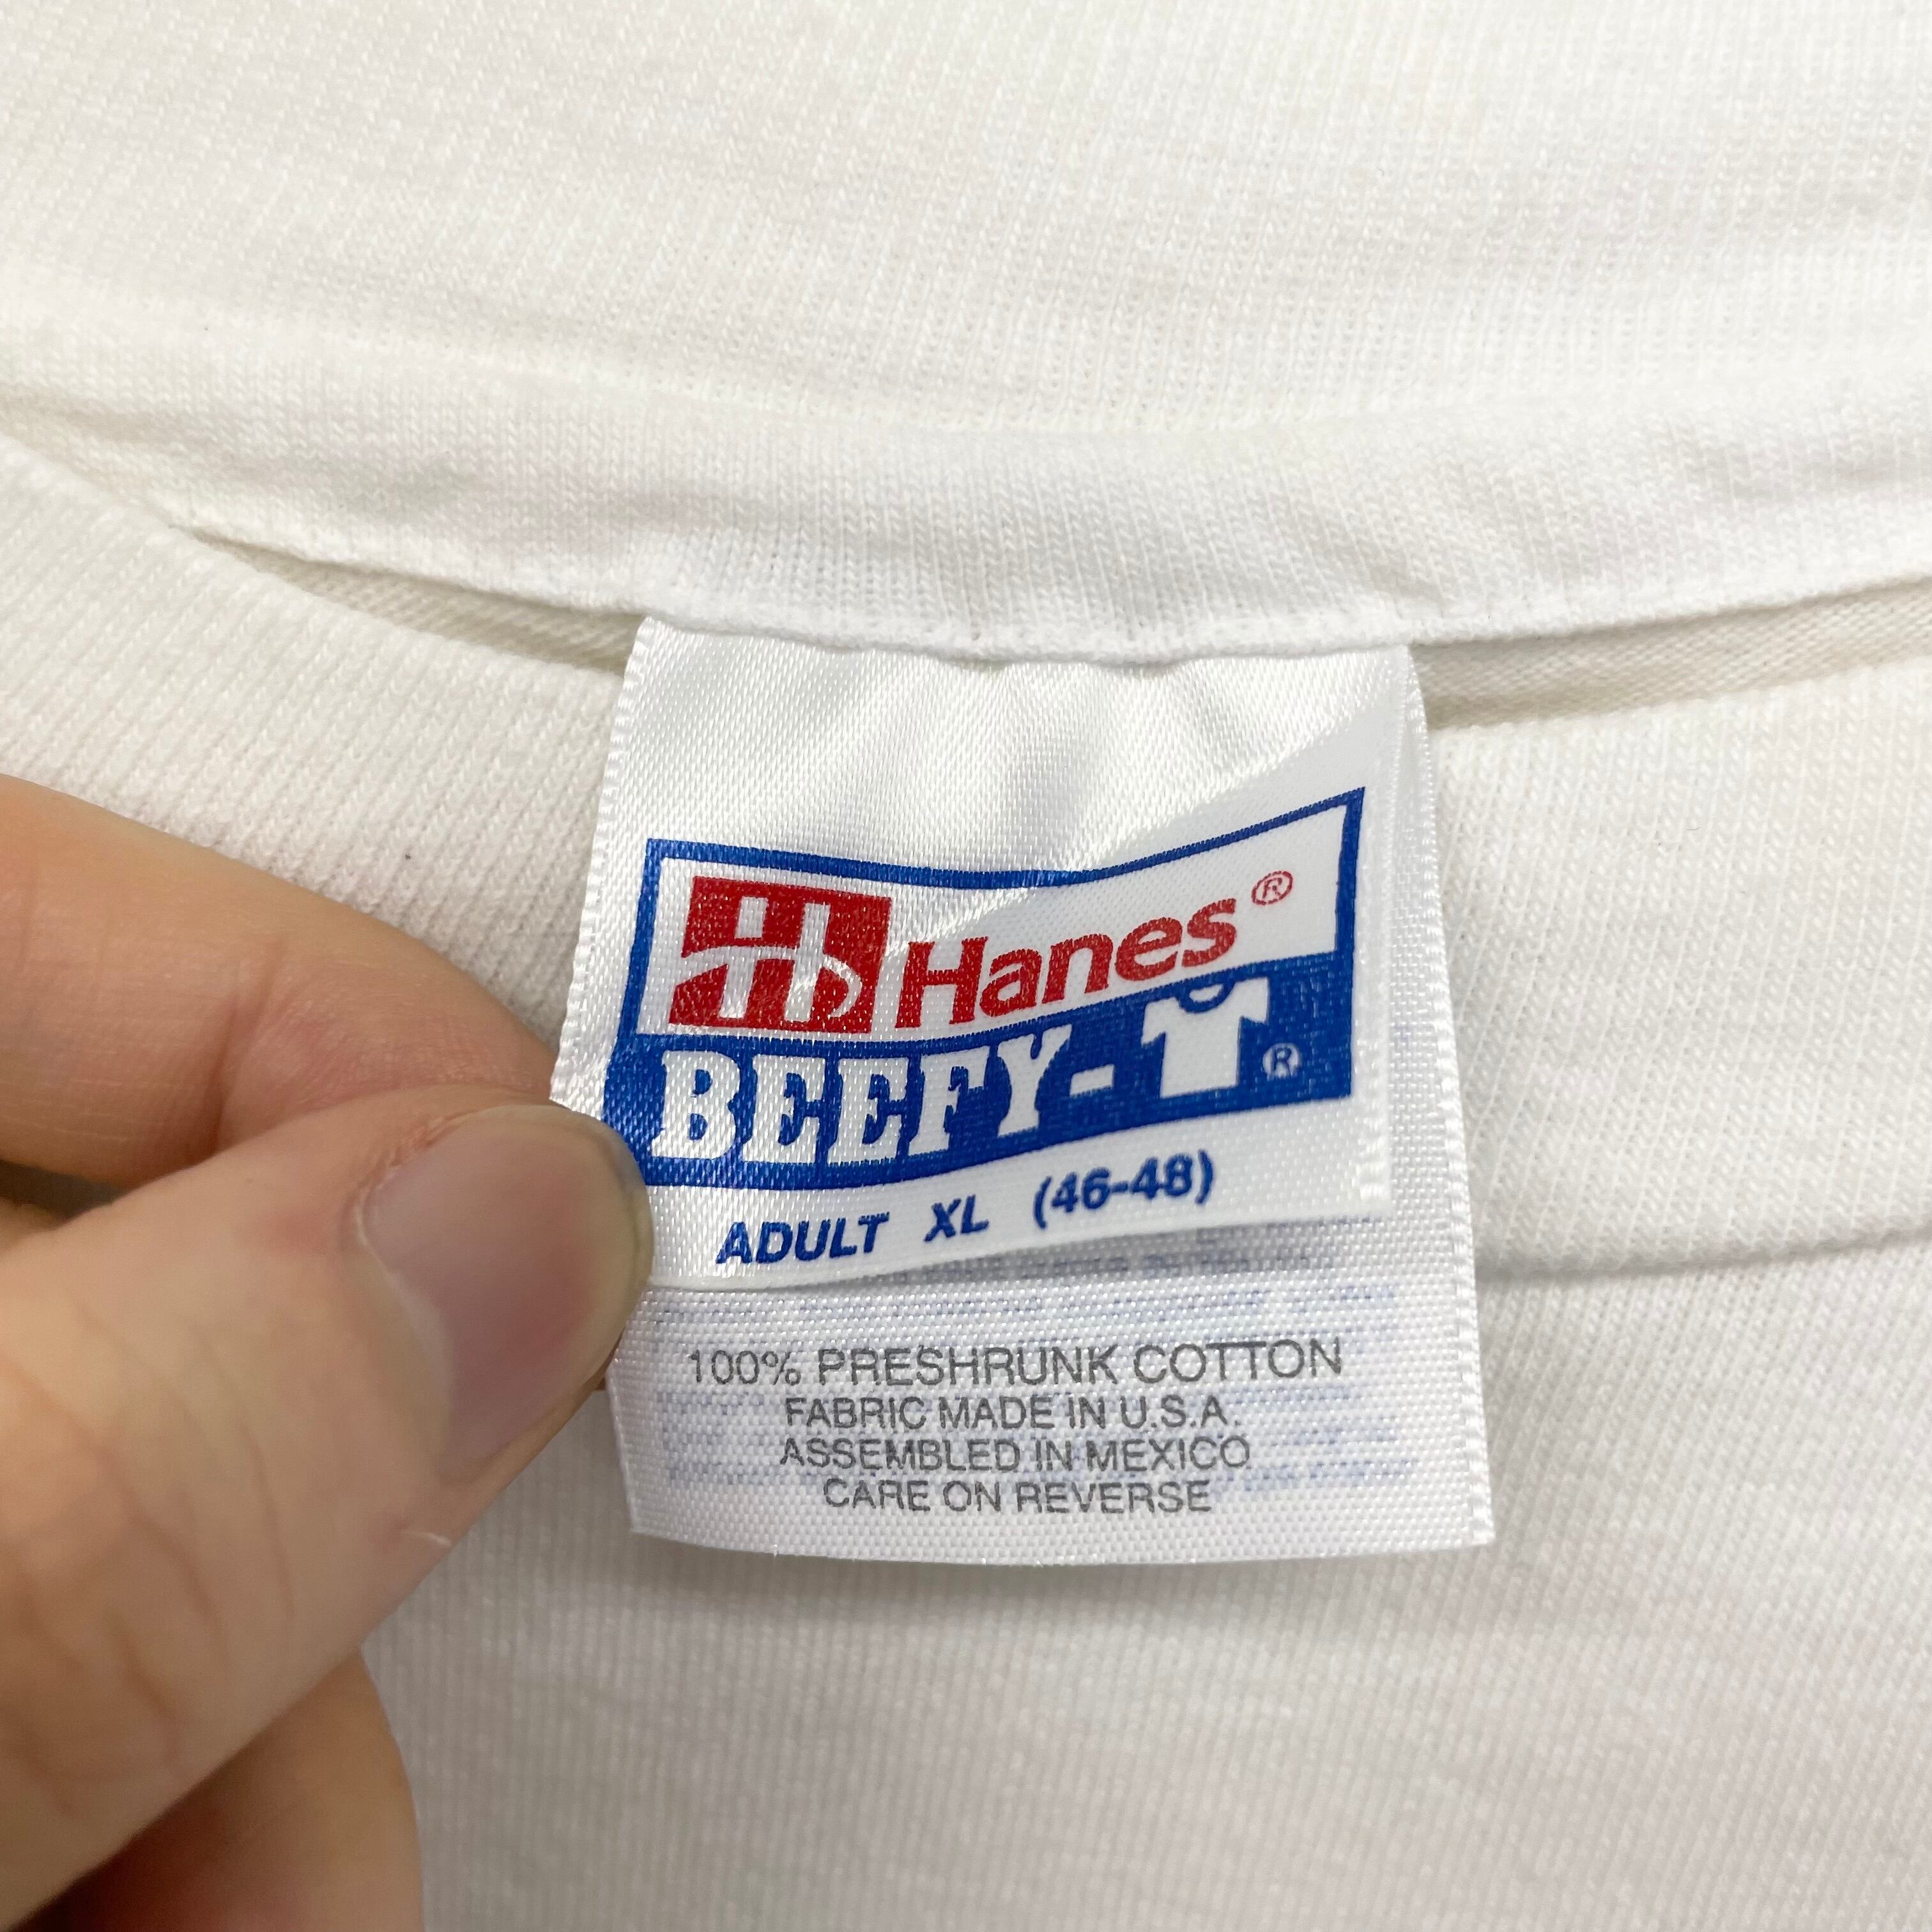 H Hanes®
BEEFY-T®
ADULT XL (46-48)
100% PRESHRUNK COTTON
FABRIC MADE IN U.S.A.
ASSEMBLED IN MEXICO
CARE ON REVERSE